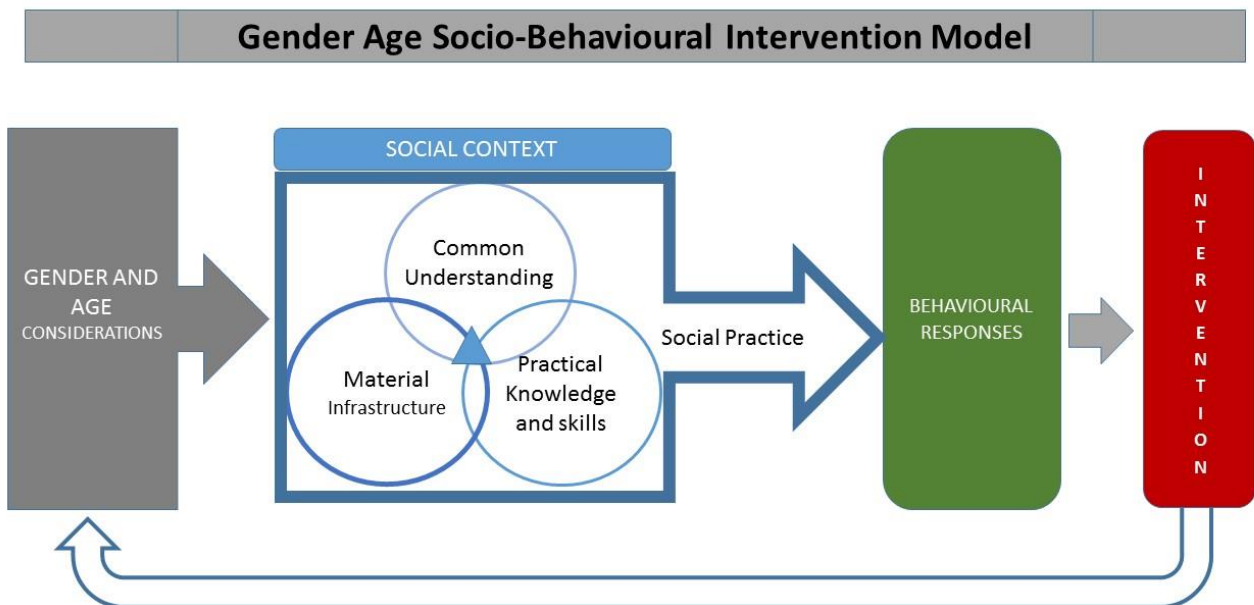 Gender Age Socio-Behavioural Intervention Model
GENDER AND
AGE
CONSIDERATIONS
SOCIAL CONTEXT
Common
Understanding
Material
Infrastructure
Practical
Knowledge
and skills
Social Practice
BEHAVIOURAL
RESPONSES
I
N
T
E
R
V
E
N
T
I
O
N